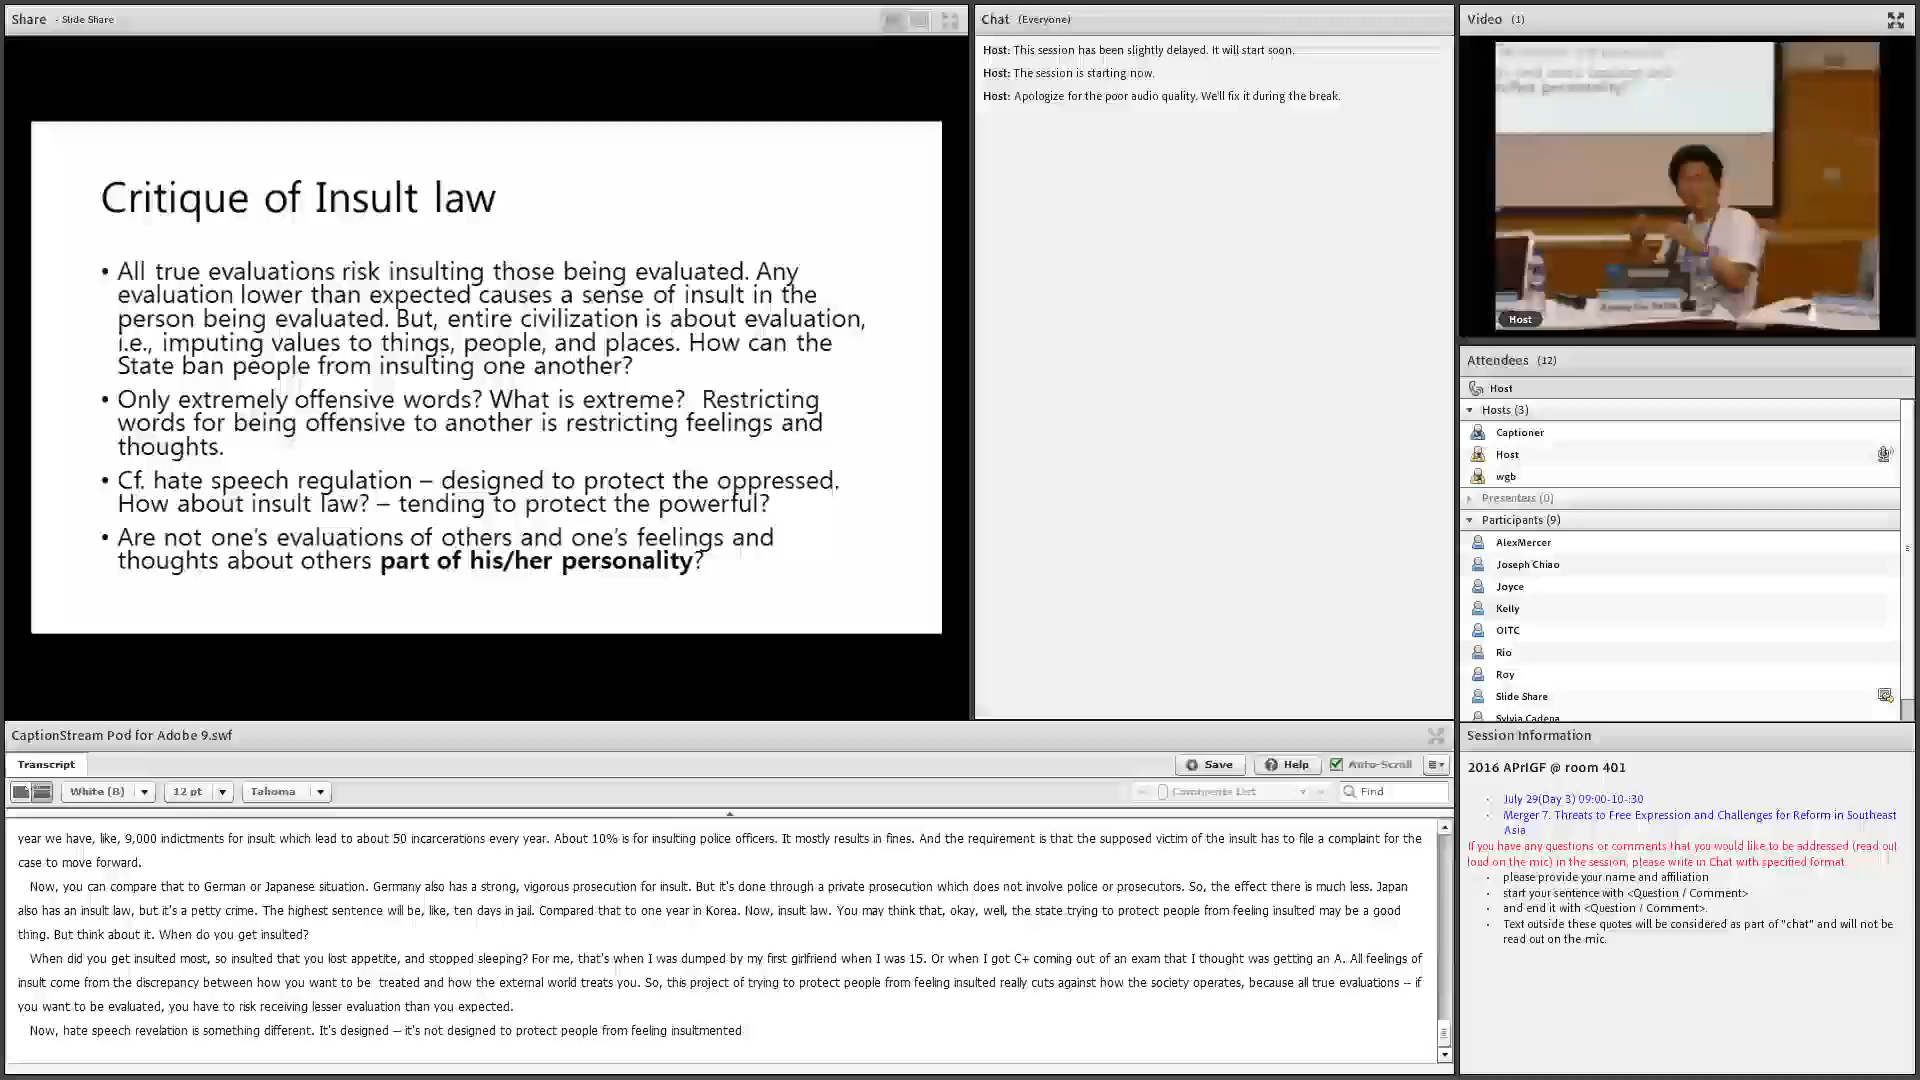 Share - Slide Share
Critique of Insult law
• All true evaluations risk insulting those being evaluated. Any
evaluation lower than expected causes a sense of insult in the
person being evaluated. But, entire civilization is about evaluation,
i.e., imputing values to things, people, and places. How can the
State ban people from insulting one another?
• Only extremely offensive words? What is extreme? Restricting
words for being offensive to another is restricting feelings and
thoughts.
• Cf. hate speech regulation – designed to protect the oppressed.
How about insult law? – tending to protect the powerful?
• Are not one's evaluations of others and one's feelings and
thoughts about others part of his/her personality?
Chat (Everyone)
Host: This session has been slightly delayed. It will start soon.
Host: The session is starting now.
Host: Apologize for the poor audio quality. We'll fix it during the break.
Video (1)
Host
Attendees (12)
Host
Hosts (3)
Captioner
Host
wgb
Presenters (0)
Participants (9)
AlexMercer
Joseph Chiao
Joyce
Kelly
OITC
Rio
Roy
Slide Share
Sylvia Cadena
CaptionStream Pod for Adobe 9.swf
Transcript
Save
Help
Auto-Scroll
White (B)
12 pt
Tahoma
Comments List
Find
year we have, like, 9,000 indictments for insult which lead to about 50 incarcerations every year. About 10% is for insulting police officers. It mostly results in fines. And the requirement is that the supposed victim of the insult has to file a complaint for the
case to move forward.
Now, you can compare that to German or Japanese situation. Germany also has a strong, vigorous prosecution for insult. But it's done through a private prosecution which does not involve police or prosecutors. So, the effect there is much less. Japan
also has an insult law, but it's a petty crime. The highest sentence will be, like, ten days in jail. Compared that to one year in Korea. Now, insult law. You may think that, okay, well, the state trying to protect people from feeling insulted may be a good
thing. But think about it. When do you get insulted?
When did you get insulted most, so insulted that you lost appetite, and stopped sleeping? For me, that's when I was dumped by my first girlfriend when I was 15. Or when I got C+ coming out of an exam that I thought was getting an A. All feelings of
insult come from the discrepancy between how you want to be treated and how the external world treats you. So, this project of trying to protect people from feeling insulted really cuts against how the society operates, because all true evaluations -- if
you want to be evaluated, you have to risk receiving lesser evaluation than you expected.
Now, hate speech revelation is something different. It's designed -- it's not designed to protect people from feeling insultmented
Session Information
2016 APrIGF @ room 401
• July 29(Day 3) 09:00-10-:30
• Merger 7. Threats to Free Expression and Challenges for Reform in Southeast
Asia
If you have any questions or comments that you would like to be addressed (read out
loud on the mic) in the session, please write in Chat with specified format
• please provide your name and affiliation
• start your sentence with <Question / Comment>
• and end it with <Question / Comment>.
• Text outside these quotes will be considered as part of "chat" and will not be
read out on the mic.